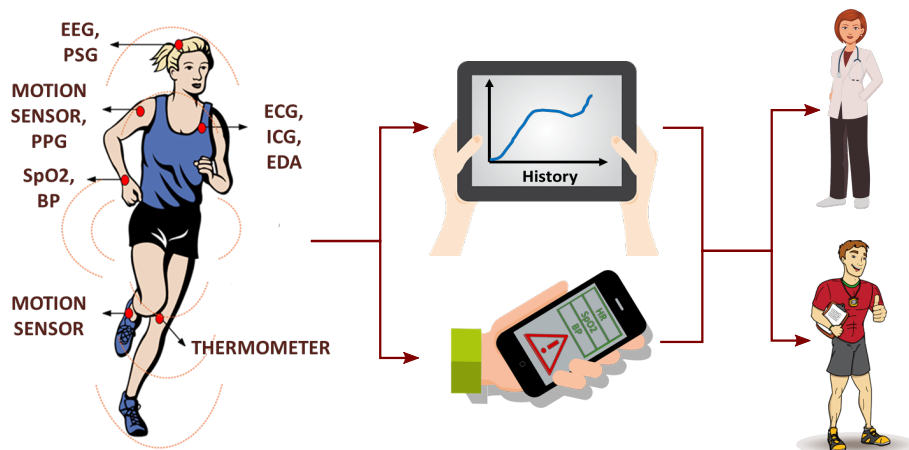 EEG,
PSG
MOTION
SENSOR,
PPG
ECG,
ICG,
EDA
SpO2,
BP
MOTION
SENSOR
THERMOMETER
History
HR
SpO2
BP